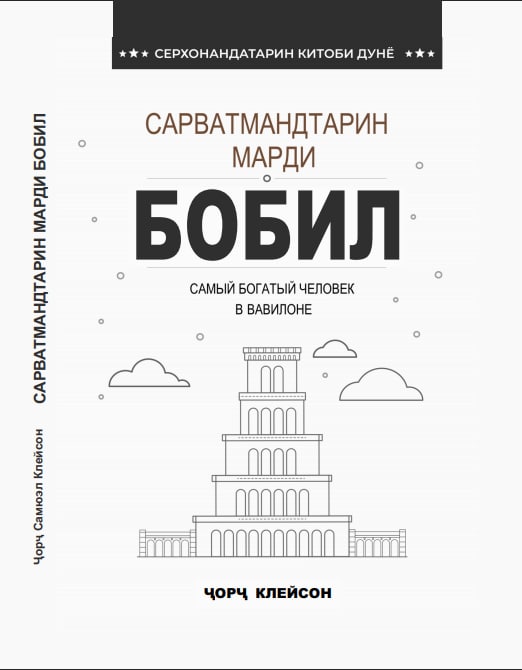 ★★★ СЕРХОНАНДАТАРИН КИТОБИ ДУНЁ ★★★
САРВАТМАНДТАРИН
МАРДИ
БОБИЛ
САМЫЙ БОГАТЫЙ ЧЕЛОВЕК
В ВАВИЛОНЕ
ҶОРҶ КЛЕЙСОН
Ҷорҷ Самюэл Клейсон САРВАТМАНДТАРИН МАРДИ БОБИЛ